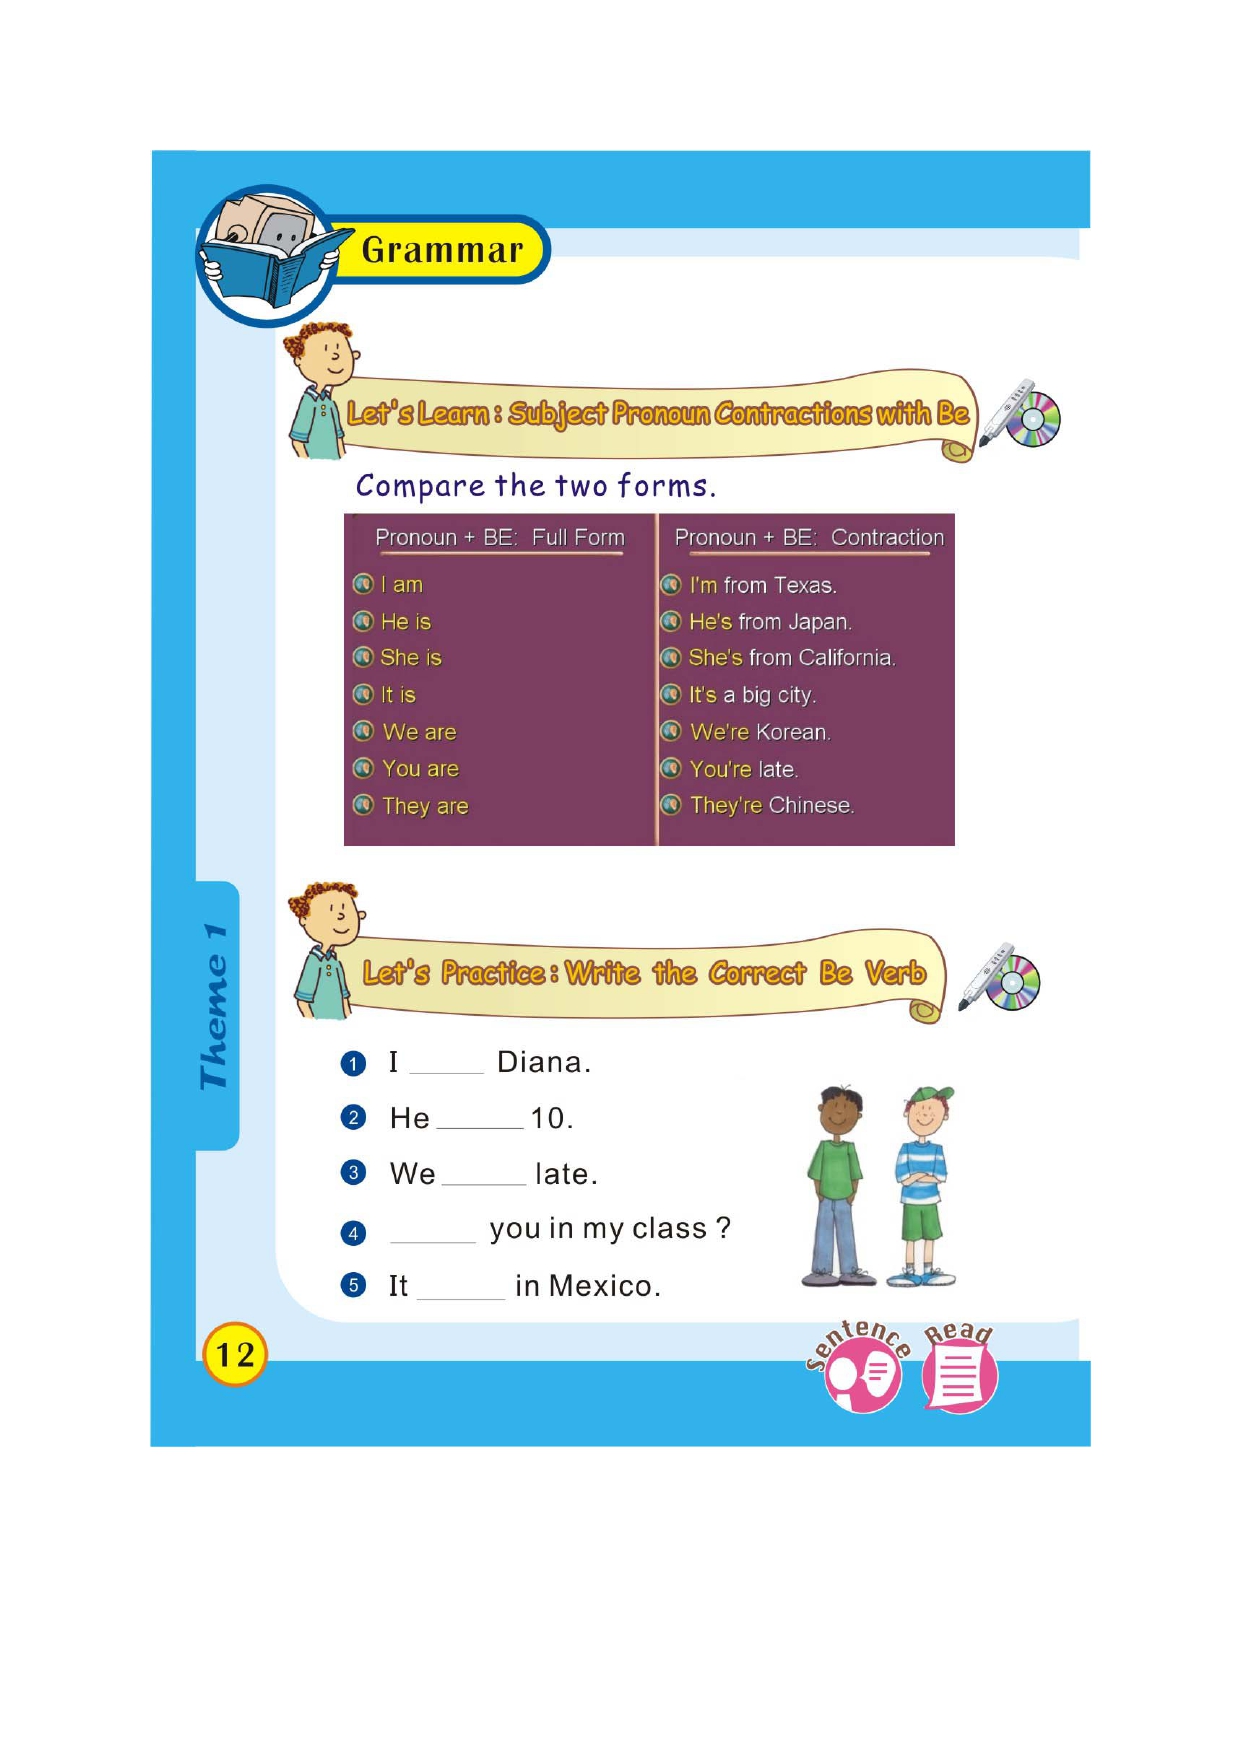 Grammar
Let's Learn : Subject Pronoun Contractions with Be
Compare the two forms.
Pronoun + BE: Full Form
I am
He is
She is
It is
We are
You are
They are
Pronoun + BE: Contraction
I'm from Texas.
He's from Japan.
She's from California.
It's a big city.
We're Korean.
You're late.
They're Chinese.
Theme 1
Let's Practice : Write the Correct Be Verb
1 I _____ Diana.
2 He _____ 10.
3 We _____ late.
4 _____ you in my class ?
5 It _____ in Mexico.
12
Sentence
Read